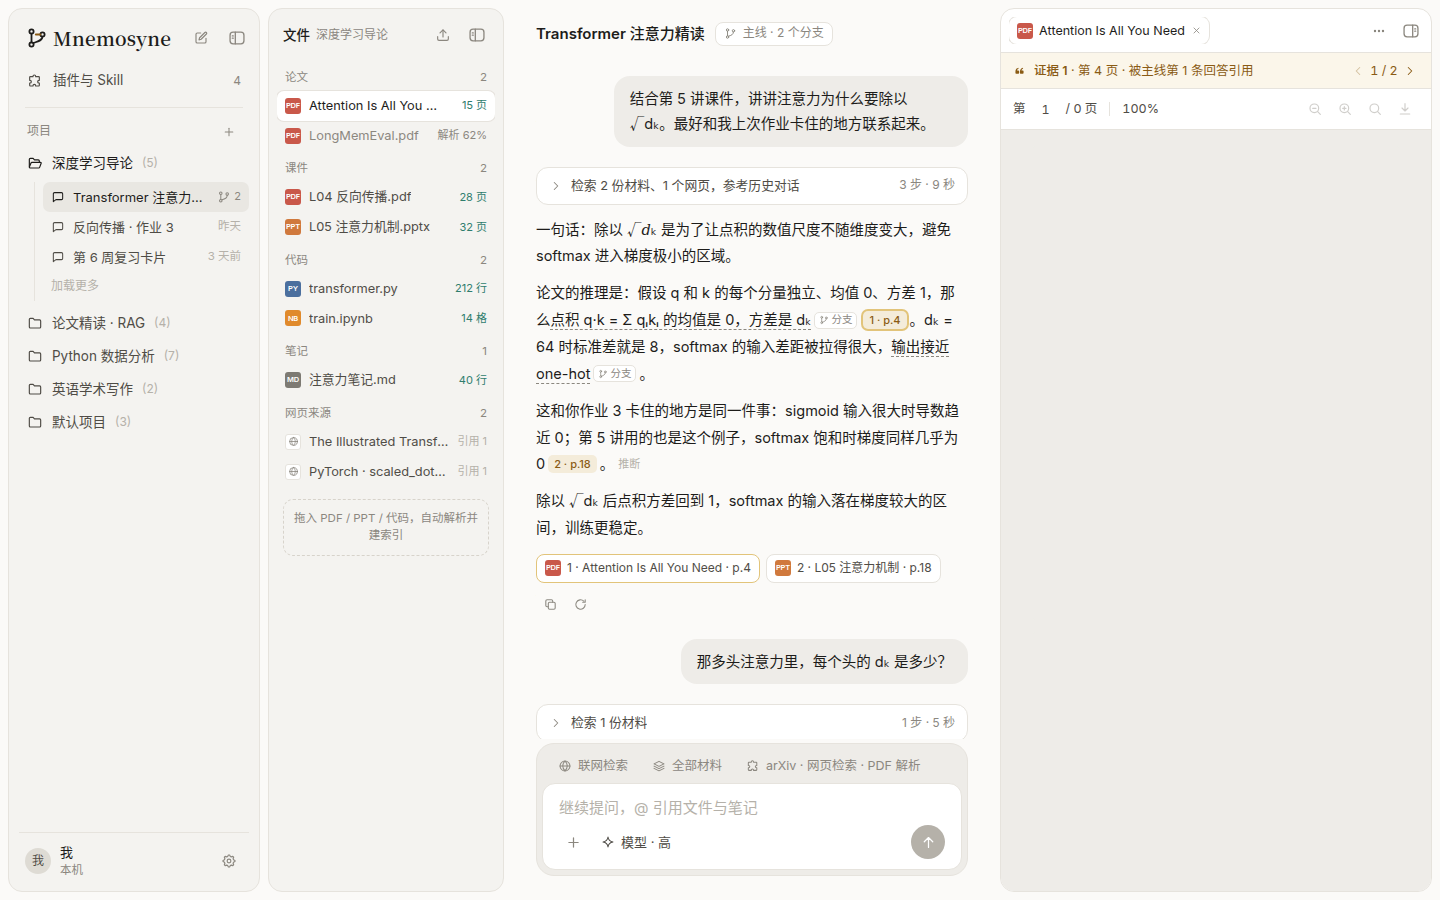 Mnemosyne
插件与 Skill 4
项目
深度学习导论 (5)
Transformer 注意力... 2
反向传播 · 作业 3 昨天
第 6 周复习卡片 3 天前
加载更多
论文精读 · RAG (4)
Python 数据分析 (7)
英语学术写作 (2)
默认项目 (3)
我 我
本机
文件 深度学习导论
论文 2
PDF Attention Is All You ... 15 页
PDF LongMemEval.pdf 解析 62%
课件 2
PDF L04 反向传播.pdf 28 页
PPT L05 注意力机制.pptx 32 页
代码 2
PY transformer.py 212 行
NB train.ipynb 14 格
笔记 1
MD 注意力笔记.md 40 行
网页来源 2
The Illustrated Transf... 引用 1
PyTorch · scaled_dot... 引用 1
拖入 PDF / PPT / 代码，自动解析并
建索引
Transformer 注意力精读 主线 · 2 个分支
结合第 5 讲课件，讲讲注意力为什么要除以
√dₖ。最好和我上次作业卡住的地方联系起来。
检索 2 份材料、1 个网页，参考历史对话 3 步 · 9 秒
一句话：除以 √dₖ 是为了让点积的数值尺度不随维度变大，避免
softmax 进入梯度极小的区域。
论文的推理是：假设 q 和 k 的每个分量独立、均值 0、方差 1，那
么点积 q·k = Σ qᵢkᵢ 的均值是 0，方差是 dₖ 分支 1 · p.4 。dₖ =
64 时标准差就是 8，softmax 的输入差距被拉得很大，输出接近
one-hot 分支 。
这和你作业 3 卡住的地方是同一件事：sigmoid 输入很大时导数趋
近 0；第 5 讲用的也是这个例子，softmax 饱和时梯度同样几乎为
0 2 · p.18 。 推断
除以 √dₖ 后点积方差回到 1，softmax 的输入落在梯度较大的区
间，训练更稳定。
PDF 1 · Attention Is All You Need · p.4 PPT 2 · L05 注意力机制 · p.18
那多头注意力里，每个头的 dₖ 是多少？
检索 1 份材料 1 步 · 5 秒
联网检索 全部材料 arXiv · 网页检索 · PDF 解析
继续提问，@ 引用文件与笔记
模型 · 高
PDF Attention Is All You Need ×
证据 1 · 第 4 页 · 被主线第 1 条回答引用 1 / 2
第 1 / 0 页 100%